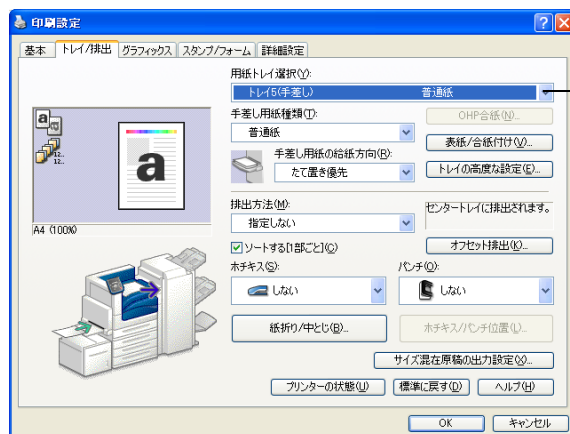 印刷設定
基本 トレイ/排出 グラフィックス スタンプ/フォーム 詳細設定
用紙トレイ選択(Y):
トレイ5(手差し) 普通紙
手差し用紙種類(T): OHP合紙(N)...
普通紙 表紙/合紙付け(V)...
手差し用紙の給紙方向(R):
たて置き優先 トレイの高度な設定(E)...
a
a
12..
12..
A4 (100%)
排出方法(M):
指定しない センタートレイに排出されます。
ソートする[1部ごと](C) オフセット排出(K)...
ホチキス(S): パンチ(O):
しない しない
紙折り/中とじ(B)... ホチキス/パンチ位置(L)...
サイズ混在原稿の出力設定(X)...
プリンターの状態(U) 標準に戻す(D) ヘルプ(H)
OK キャンセル